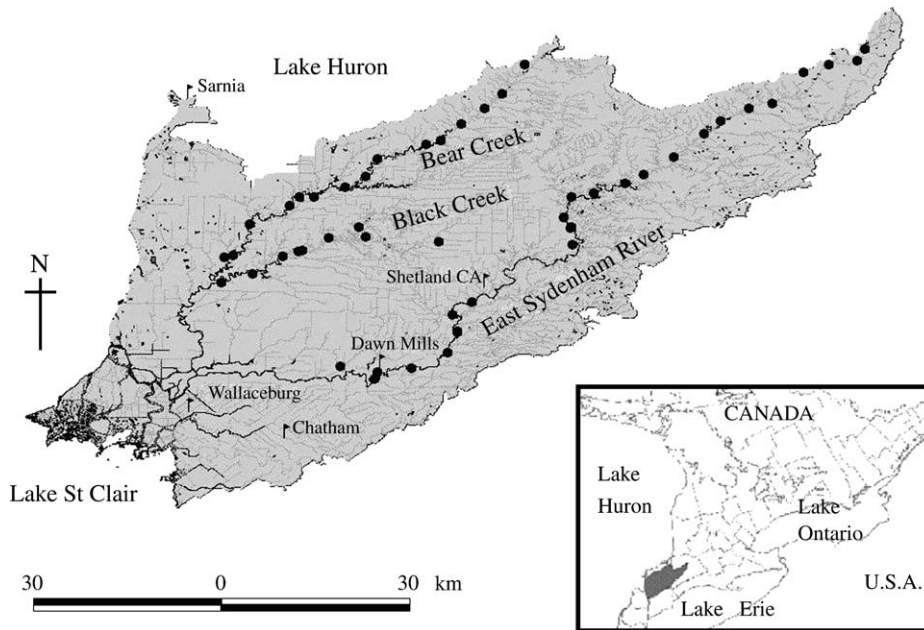 Lake Huron
Sarnia
Bear Creek
Black Creek
N
Shetland CA
East Sydenham River
Dawn Mills
Wallaceburg
Chatham
Lake St Clair
30 0 30 km
CANADA
Lake
Huron
Lake
Ontario
U.S.A.
Lake Erie